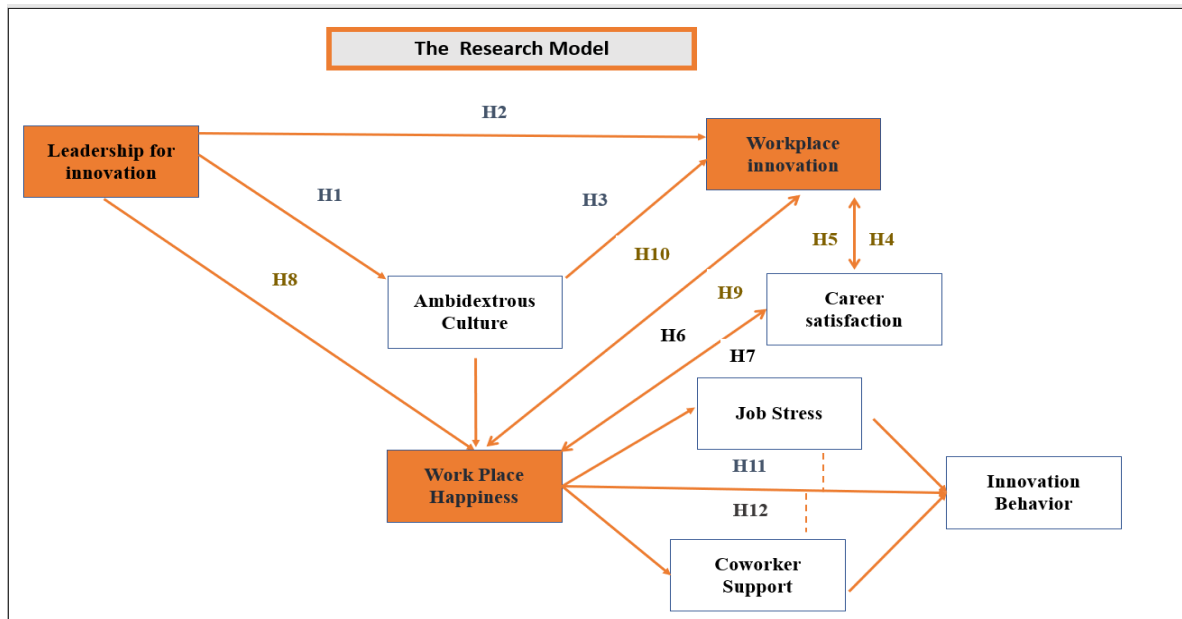 The Research Model
H2
Leadership for
innovation
Workplace
innovation
H1
H3
H5
H4
H10
H8
H9
Ambidextrous
Culture
Career
satisfaction
H6
H7
Job Stress
H11
Work Place
Happiness
Innovation
Behavior
H12
Coworker
Support